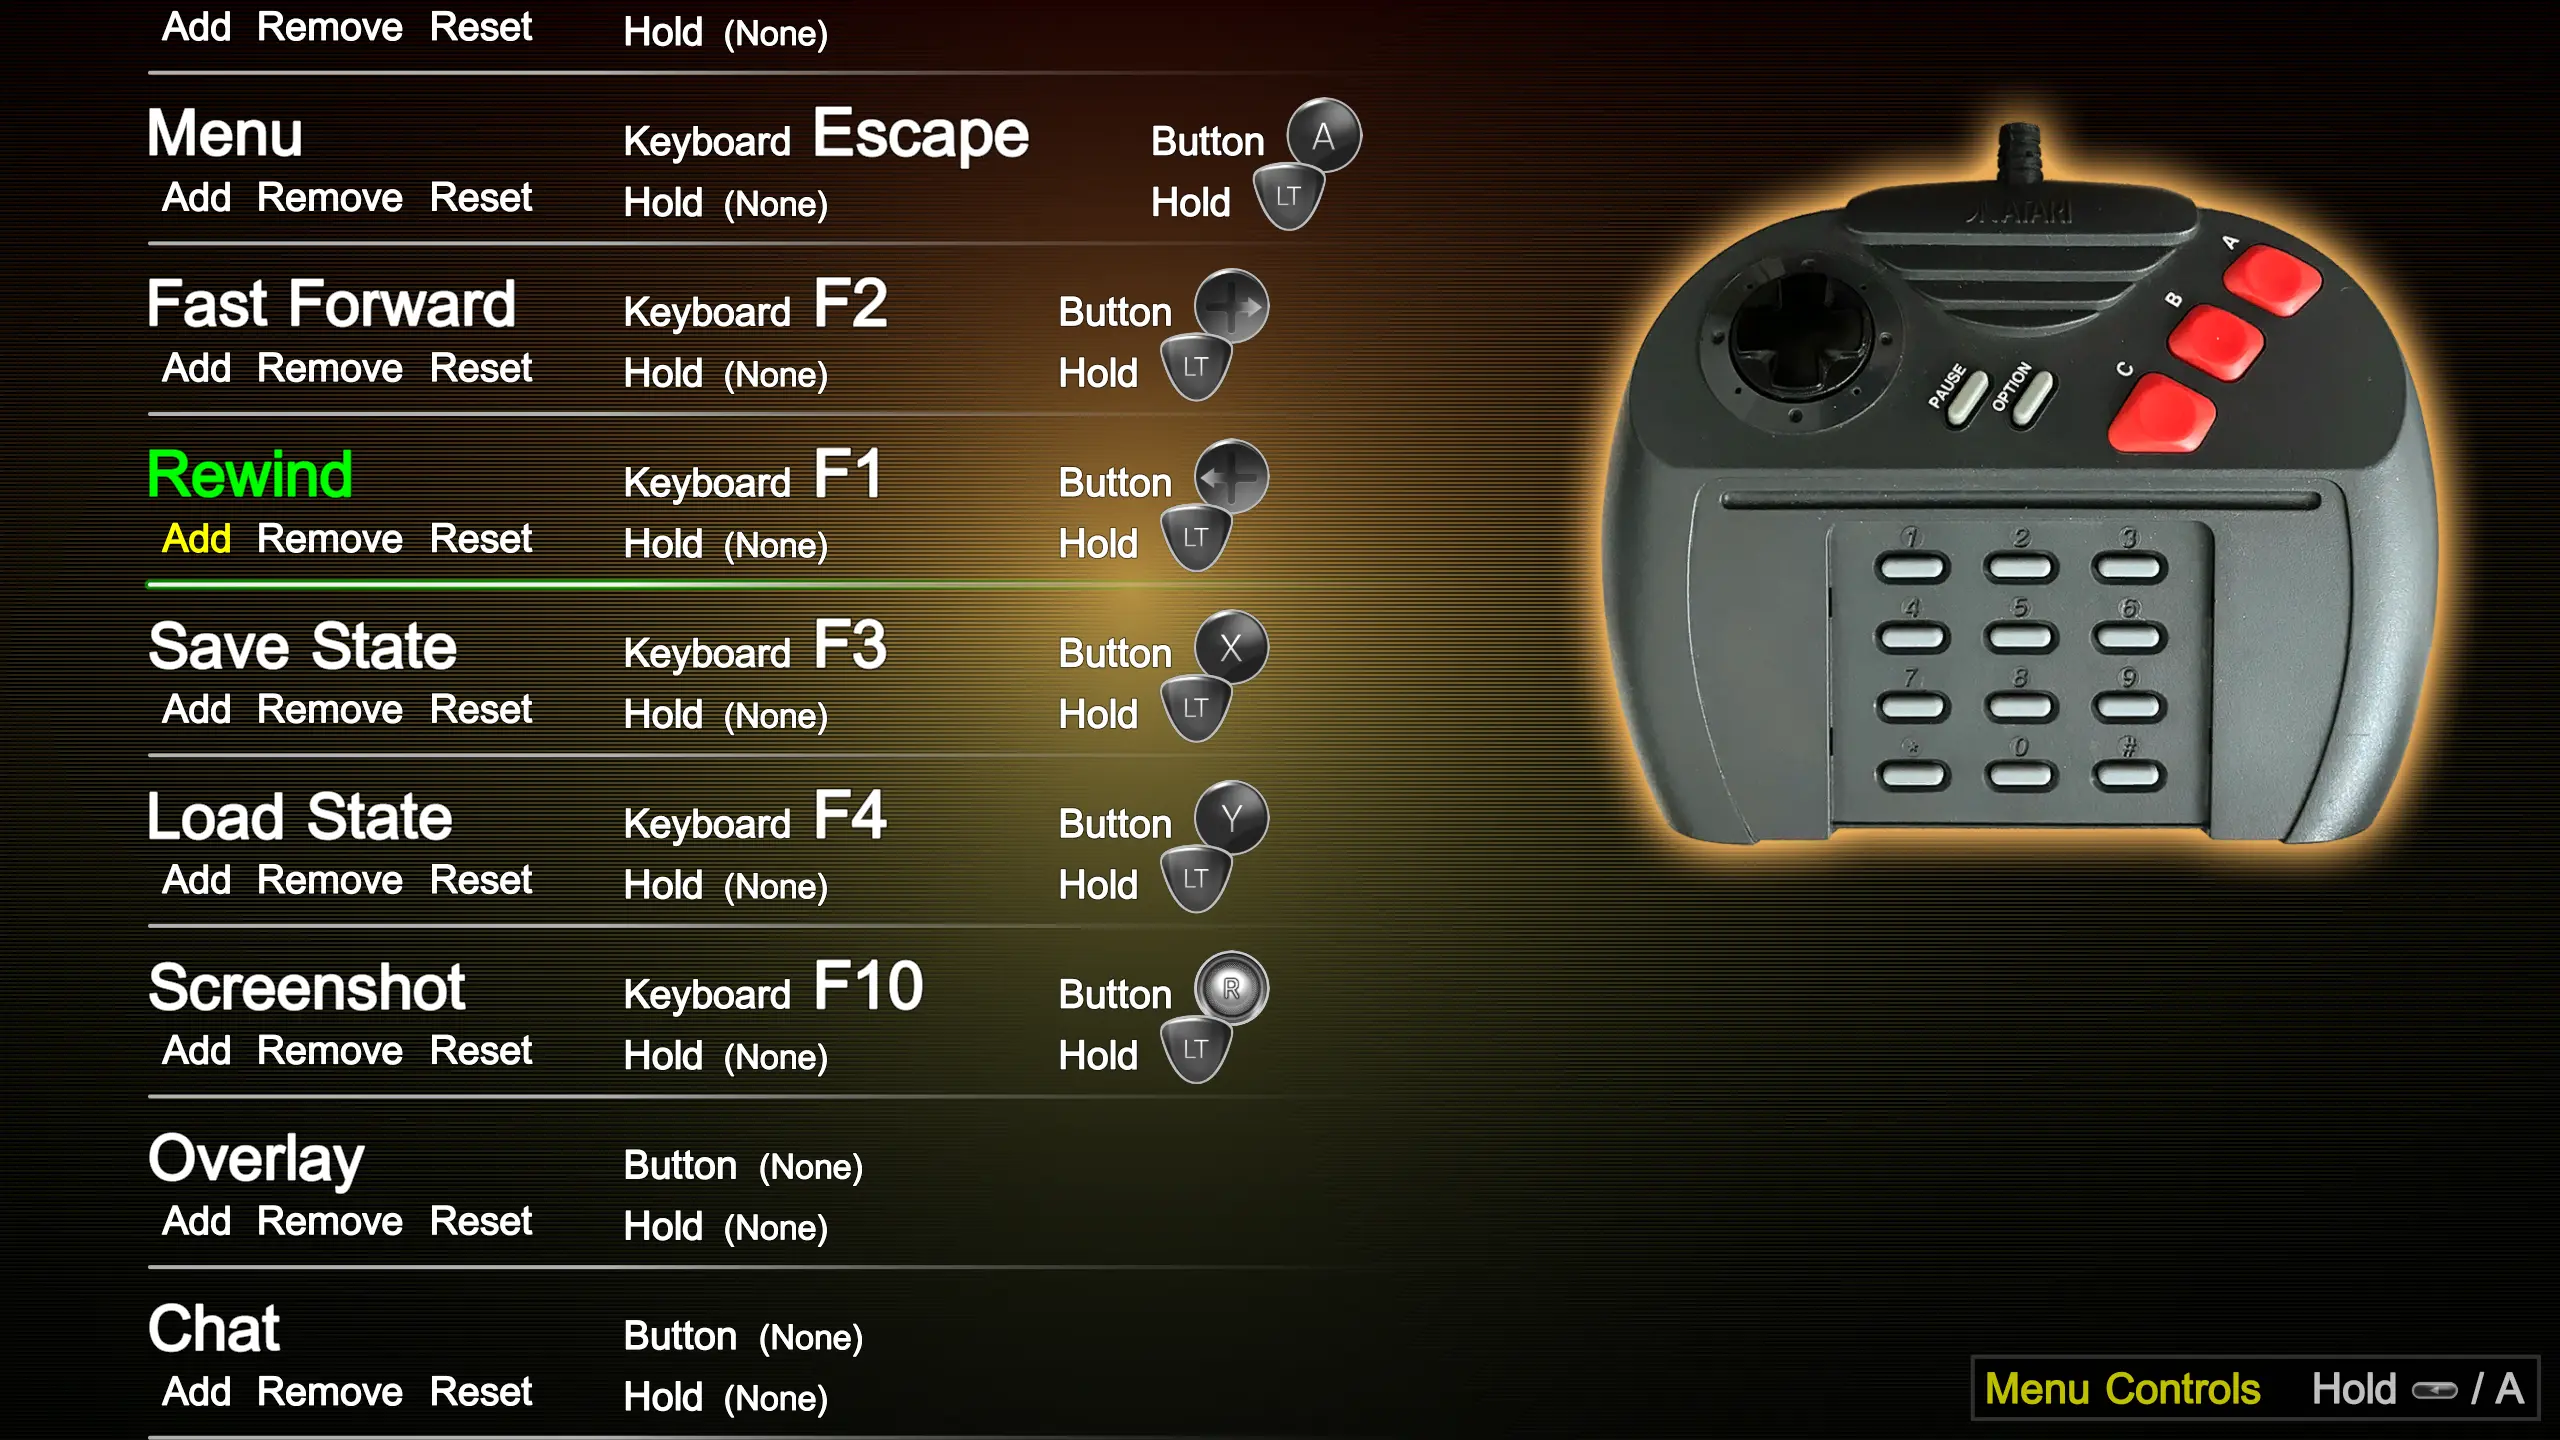 Add Remove Reset Hold (None)
Menu Keyboard Escape Button A
Add Remove Reset Hold (None) Hold LT
Fast Forward Keyboard F2 Button
Add Remove Reset Hold (None) Hold LT
Rewind Keyboard F1 Button
Add Remove Reset Hold (None) Hold LT
Save State Keyboard F3 Button X
Add Remove Reset Hold (None) Hold LT
Load State Keyboard F4 Button Y
Add Remove Reset Hold (None) Hold LT
Screenshot Keyboard F10 Button R
Add Remove Reset Hold (None) Hold LT
Overlay Button (None)
Add Remove Reset Hold (None)
Chat Button (None)
Add Remove Reset Hold (None)
ATARI
A
B
C
PAUSE OPTION
1 2 3
4 5 6
7 8 9
* 0 #
Menu Controls Hold / A